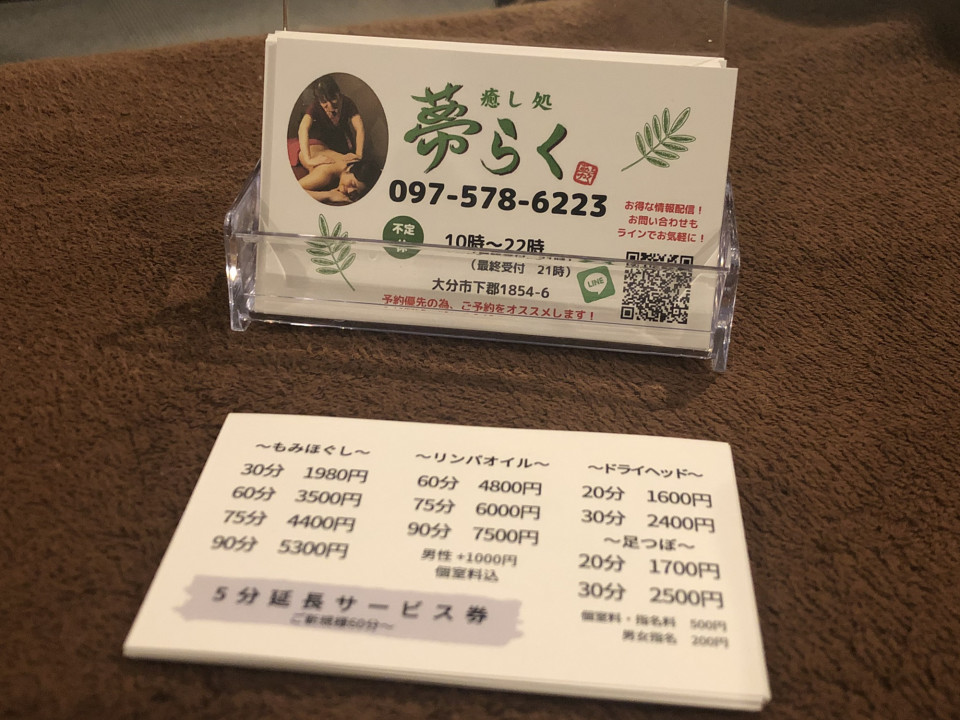 癒し処
夢らく
097-578-6223
不定
休
10時～22時
(最終受付 21時)
大分市下郡1854-6
予約優先の為、ご予約をオススメします!
お得な情報配信!
お問い合わせも
ラインでお気軽に!
LINE
～もみほぐし～
30分 1980円
60分 3500円
75分 4400円
90分 5300円
～リンパオイル～
60分 4800円
75分 6000円
90分 7500円
男性 +1000円
個室料込
～ドライヘッド～
20分 1600円
30分 2400円
～足つぼ～
20分 1700円
30分 2500円
個室料・指名料 500円
男女指名 200円
5分延長サービス券
ご新規様60分～